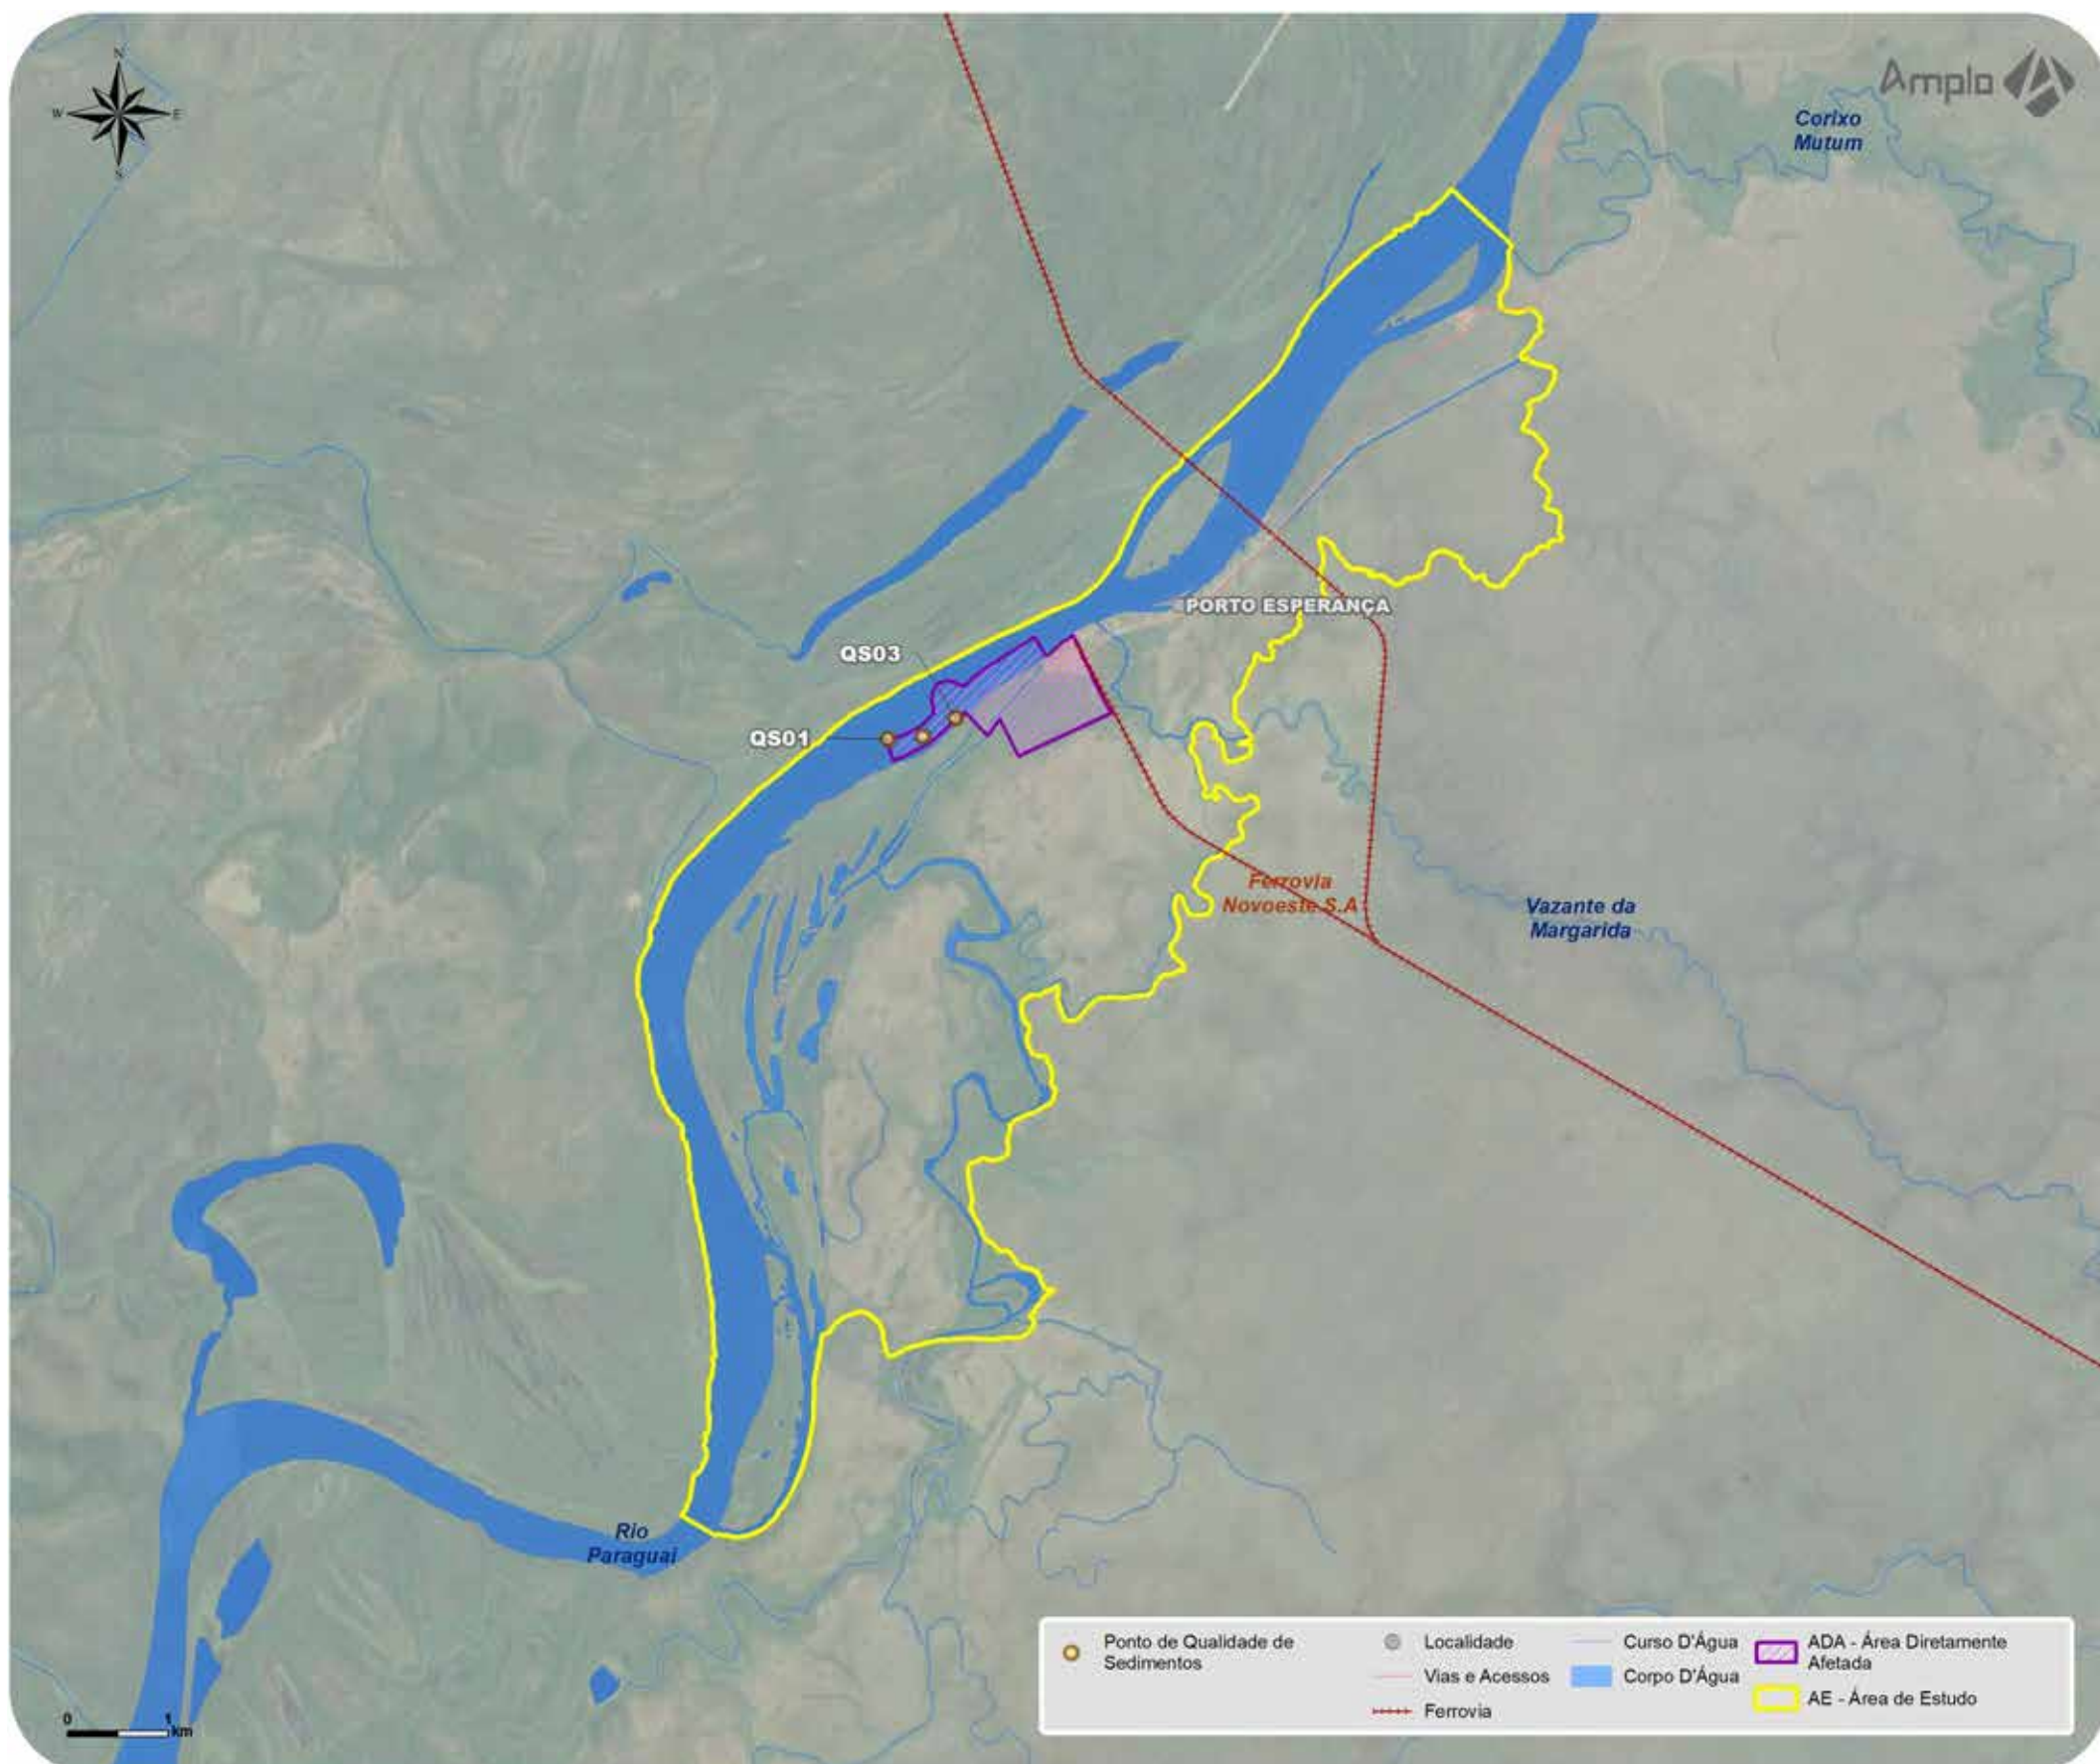 N
W
E
S
Amplo
Corixo
Mutum
PORTO ESPERANÇA
QS03
QS01
Ferrovia
Novoeste S.A
Vazante da
Margarida
Rio
Paraguai
Ponto de Qualidade de
Sedimentos
Localidade
Vias e Acessos
Ferrovia
Curso D'Água
Corpo D'Água
ADA - Área Diretamente
Afetada
AE - Área de Estudo
0 1
km